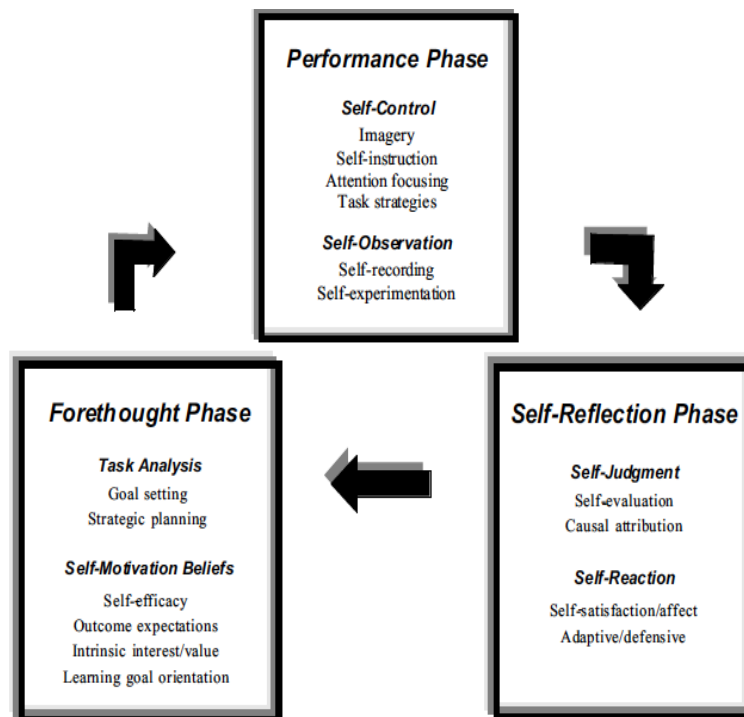 Performance Phase
Self-Control
Imagery
Self-instruction
Attention focusing
Task strategies
Self-Observation
Self-recording
Self-experimentation
Forethought Phase
Task Analysis
Goal setting
Strategic planning
Self-Motivation Beliefs
Self-efficacy
Outcome expectations
Intrinsic interest/value
Learning goal orientation
Self-Reflection Phase
Self-Judgment
Self-evaluation
Causal attribution
Self-Reaction
Self-satisfaction/affect
Adaptive/defensive